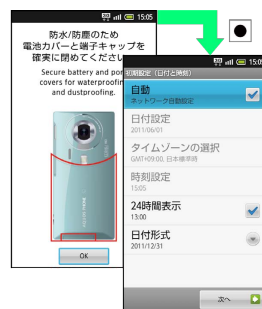 15:05
防水/防塵のため
電池カバーと端子キャップを
確実に閉めてくださ
Secure battery and por
covers for waterproofin
and dustproofing.
OK
15:05
初期設定（日付と時刻）
自動
ネットワーク自動設定
日付設定
2011/06/01
タイムゾーンの選択
GMT+09:00, 日本標準時
時刻設定
15:05
24時間表示
13:00
日付形式
2011/12/31
次へ